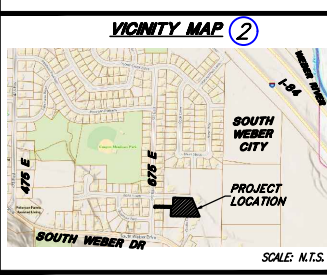 VICINITY MAP 2
WEBER RIVER
I-84
SOUTH
WEBER
CITY
475 E
675 E
PROJECT
LOCATION
SOUTH WEBER DR
SCALE: N.T.S.